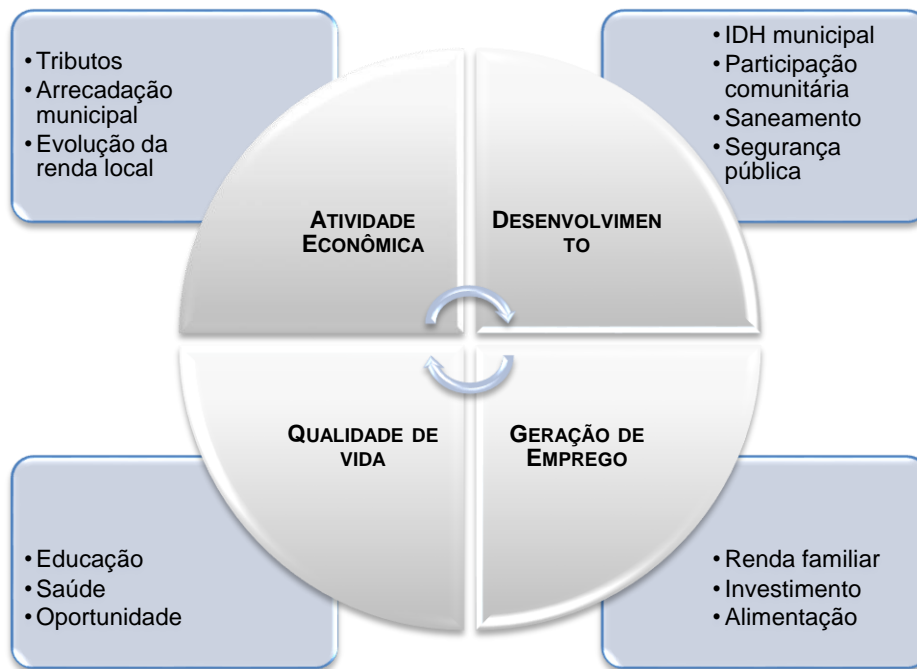 • Tributos
• Arrecadação
municipal
• Evolução da
renda local
• IDH municipal
• Participação
comunitária
• Saneamento
• Segurança
pública
ATIVIDADE
ECONÔMICA
DESENVOLVIMEN
TO
QUALIDADE DE
VIDA
GERAÇÃO DE
EMPREGO
• Educação
• Saúde
• Oportunidade
• Renda familiar
• Investimento
• Alimentação